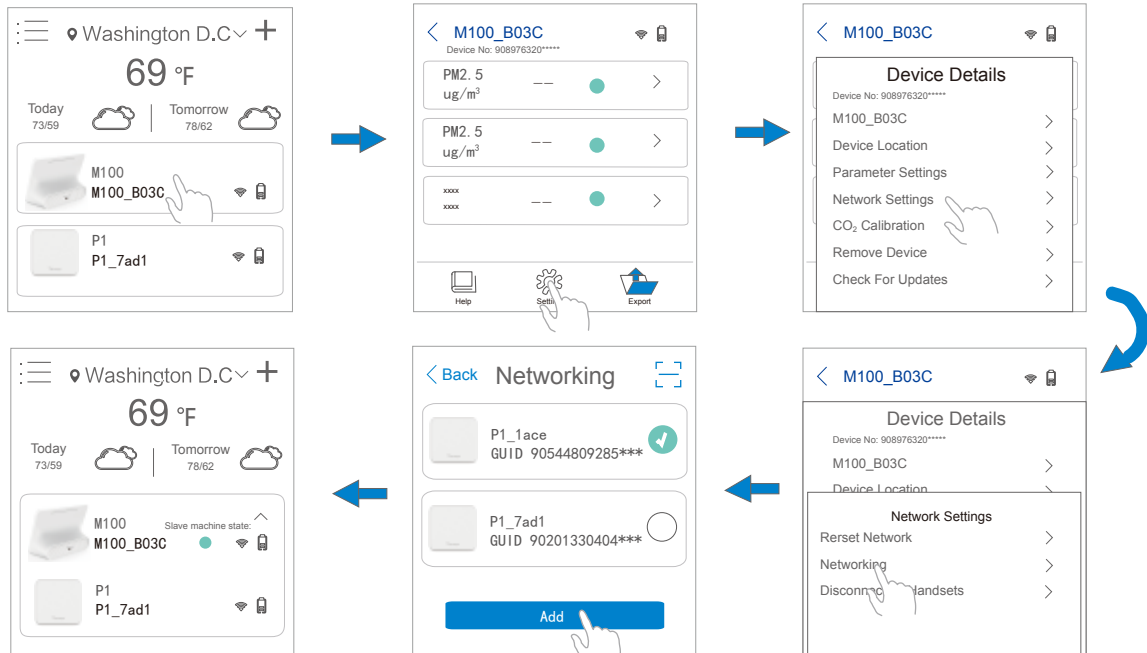 Washington D.C
69 °F
Today
73/59
Tomorrow
78/62
M100
M100_B03C
P1
P1_7ad1
M100_B03C
Device No: 908976320*****
PM2.5
ug/m³
--
PM2.5
ug/m³
--
xxxx
xxxx
--
Help
Export
M100_B03C
Device Details
Device No: 908976320*****
M100_B03C
Device Location
Parameter Settings
Network Settings
CO₂ Calibration
Remove Device
Check For Updates
M100_B03C
Device Details
Device No: 908976320*****
M100_B03C
Device Location
Network Settings
Rerset Network
Networking
Back Networking
P1_1ace
GUID 90544809285***
P1_7ad1
GUID 90201330404***
Add
Washington D.C
69 °F
Today
73/59
Tomorrow
78/62
M100 Slave machine state:
M100_B03C
P1
P1_7ad1